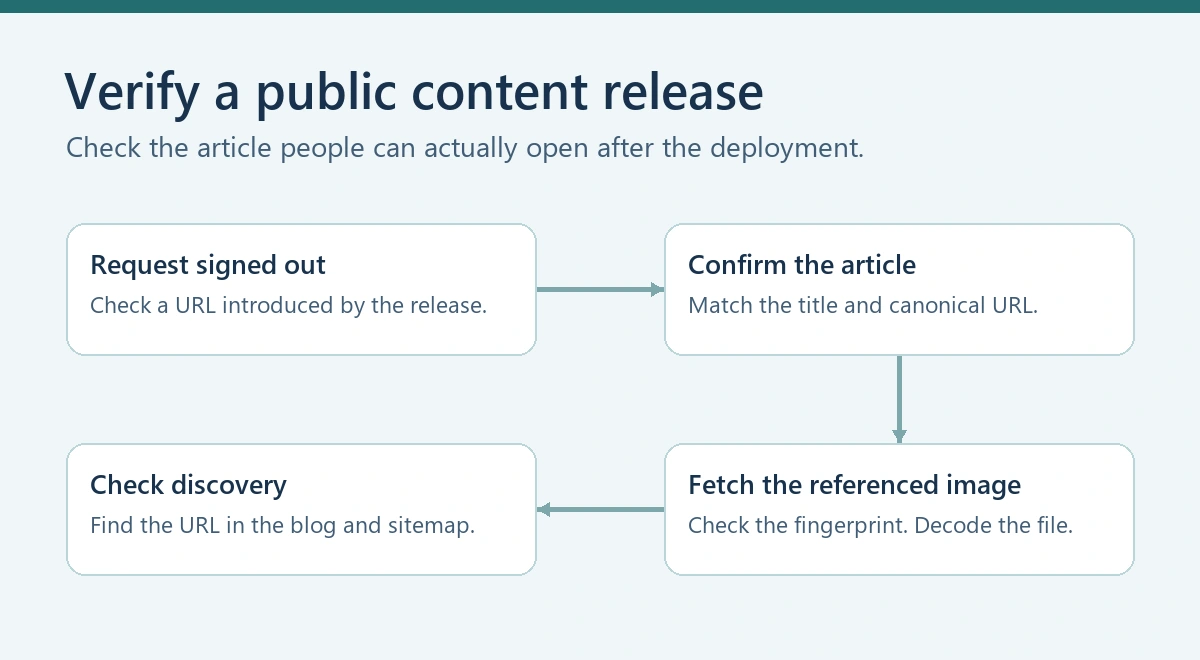 Verify a public content release
Check the article people can actually open after the deployment.
Request signed out
Check a URL introduced by the release.
Confirm the article
Match the title and canonical URL.
Fetch the referenced image
Check the fingerprint. Decode the file.
Check discovery
Find the URL in the blog and sitemap.